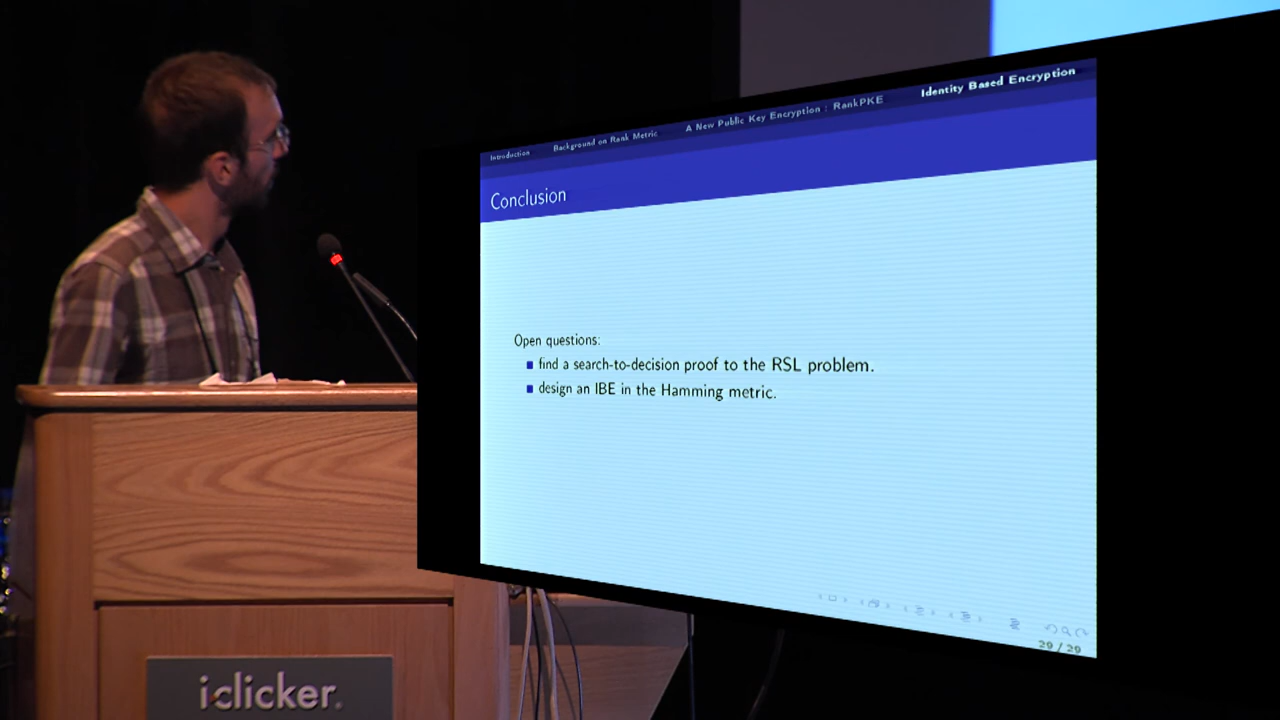 Introduction
Background on Rank Metric
A New Public Key Encryption : RankPKE
Identity Based Encryption
Conclusion
Open questions:
find a search-to-decision proof to the RSL problem.
design an IBE in the Hamming metric.
29 / 29
i>clicker.